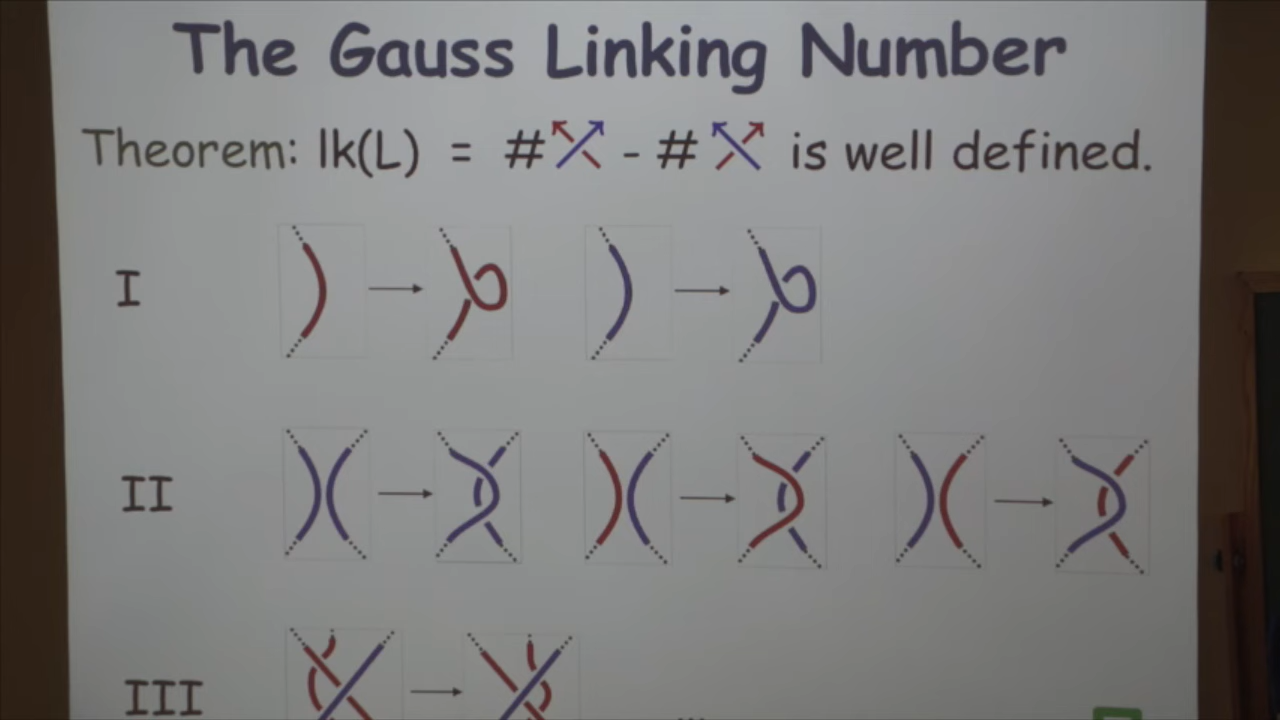 The Gauss Linking Number
Theorem: lk(L) = # - # is well defined.
I
II
III